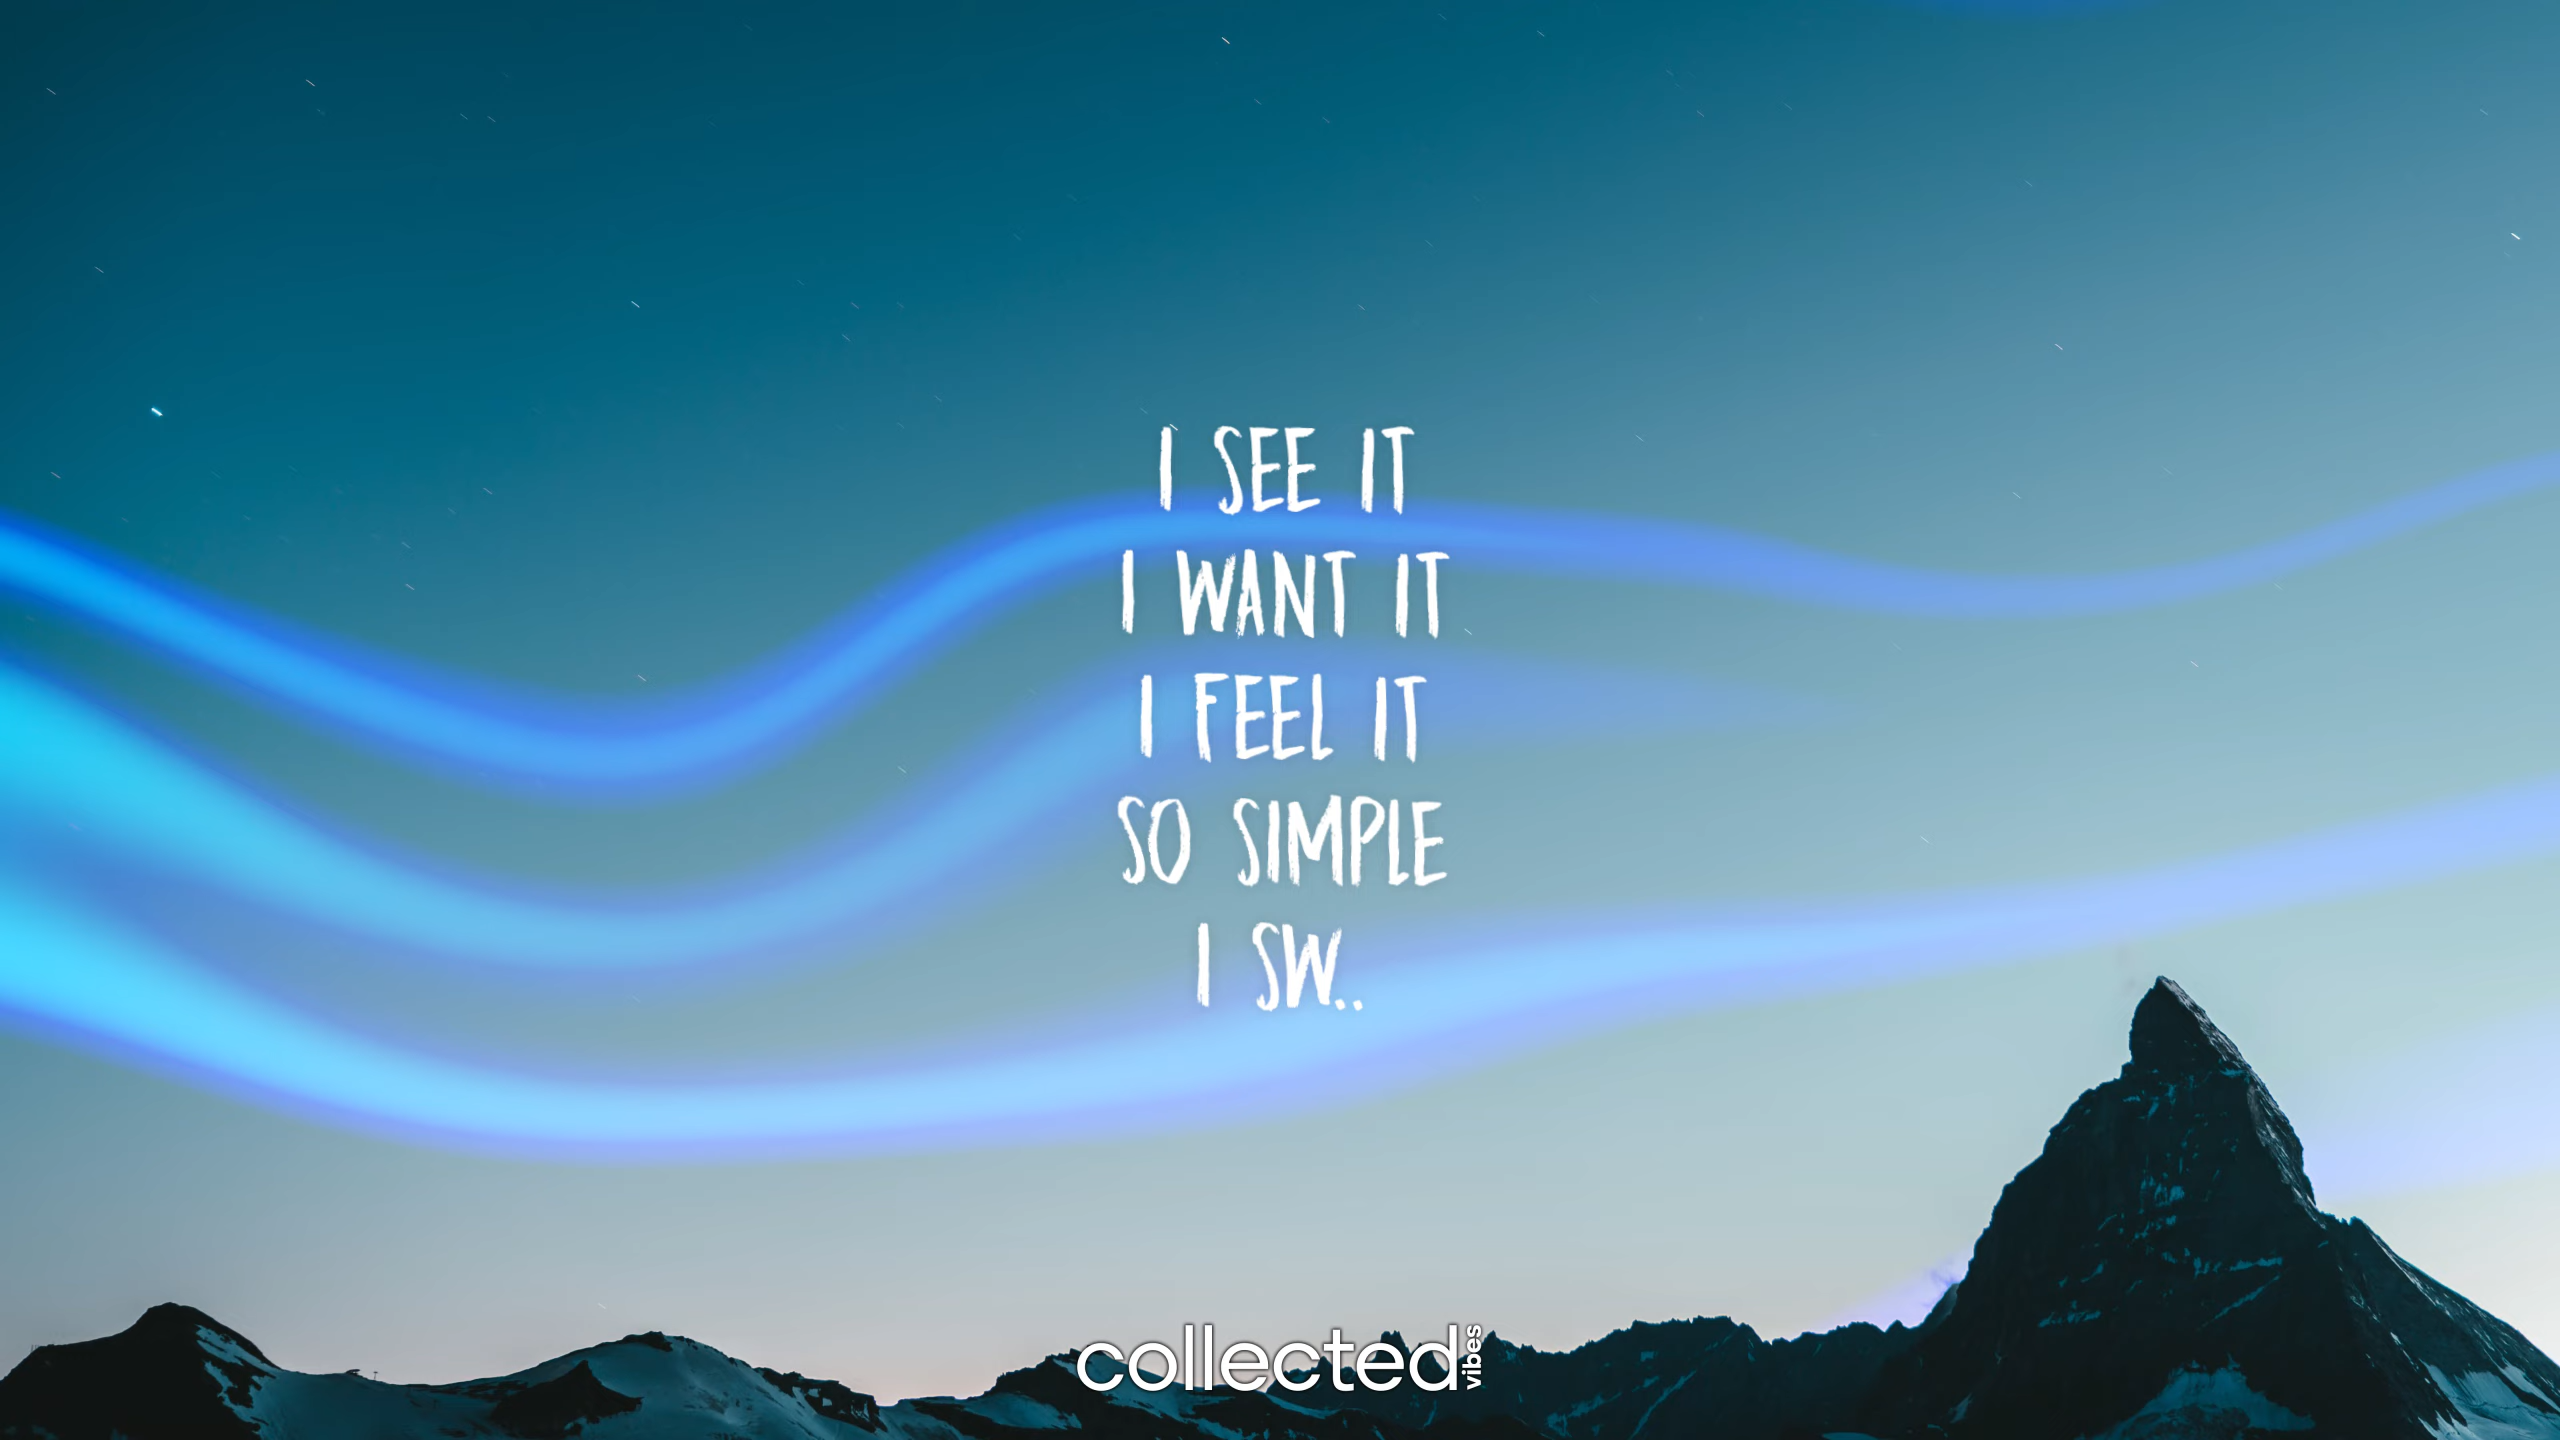 I SEE IT
I WANT IT
I FEEL IT
SO SIMPLE
I SW..
collected vibes